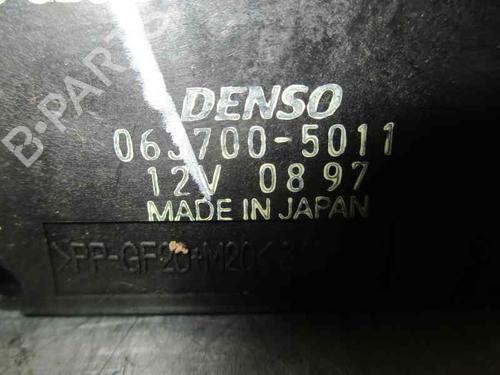 B-PARTS
DENSO
063700-5011
12V 0897
MADE IN JAPAN
>PP-GF20+M20<